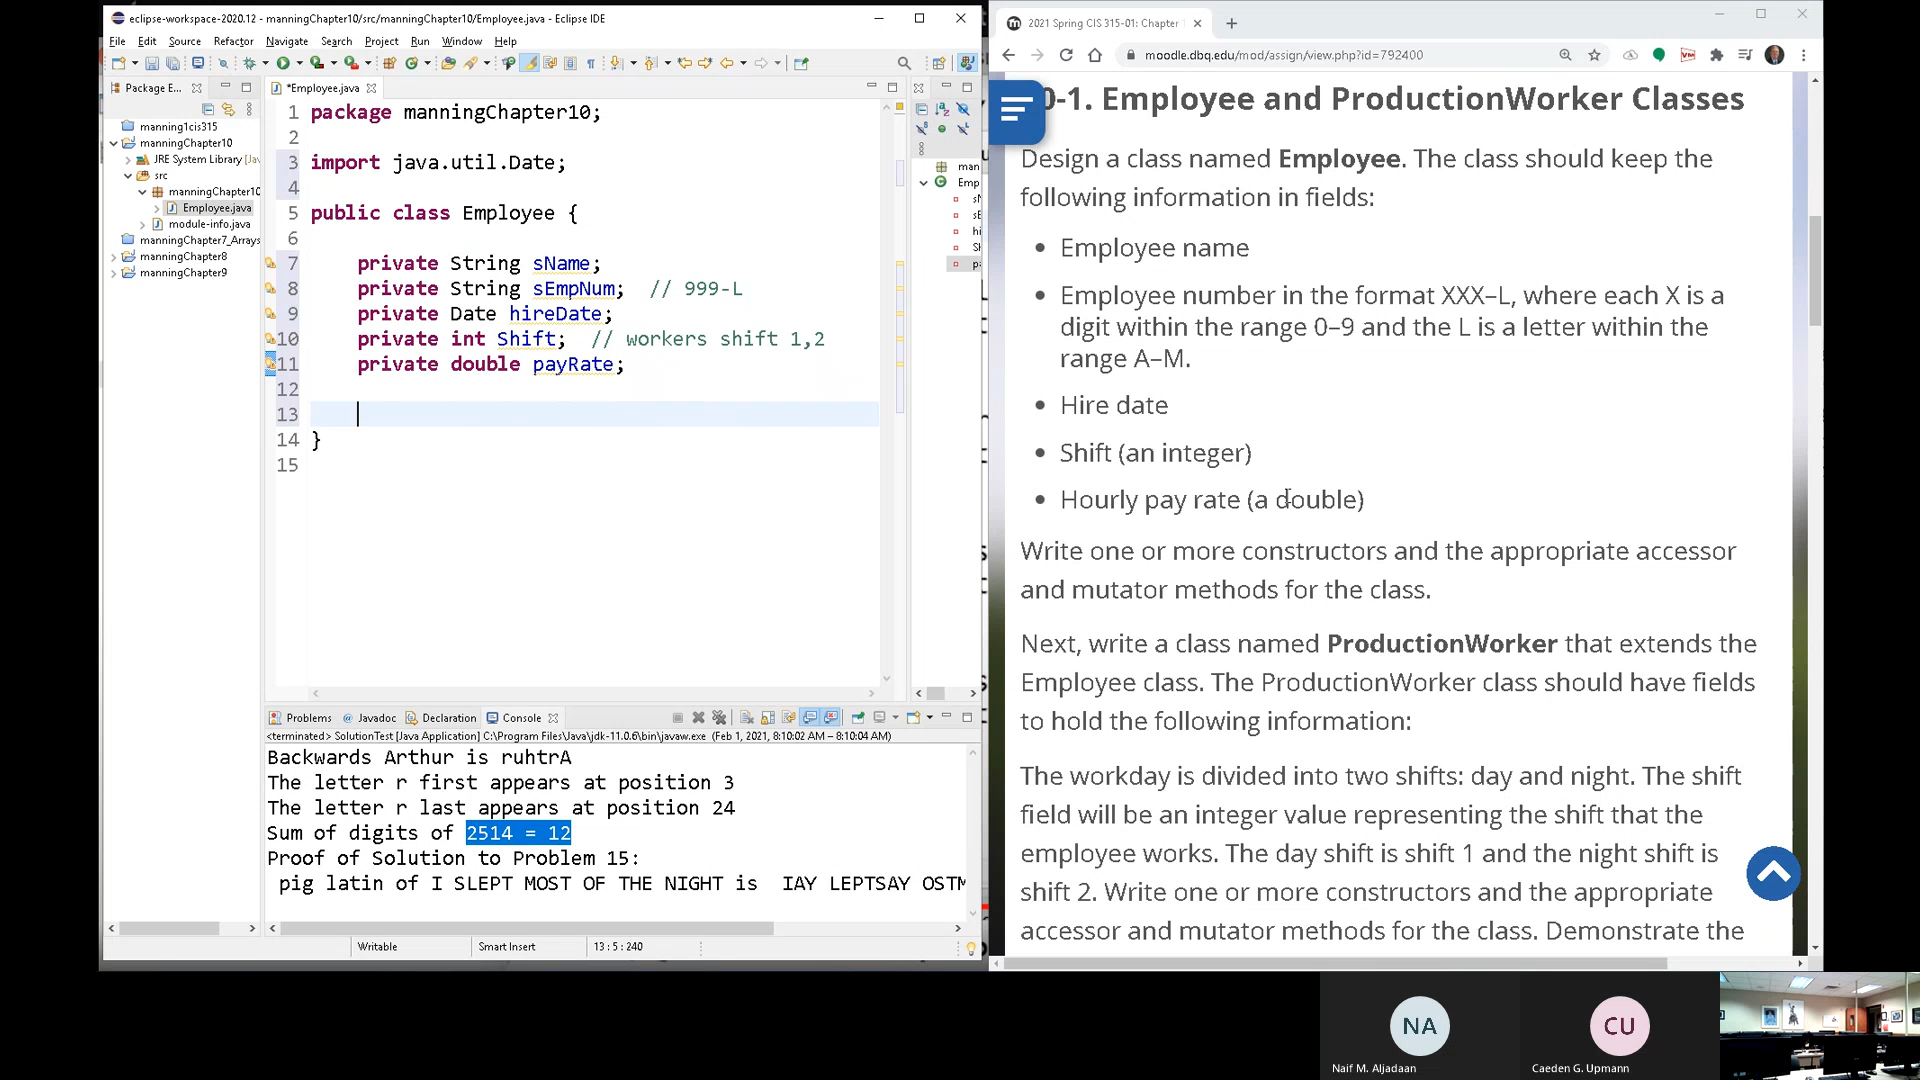 eclipse-workspace-2020.12 - manningChapter10/src/manningChapter10/Employee.java - Eclipse IDE
File Edit Source Refactor Navigate Search Project Run Window Help
Package E...
manning1cis315
manningChapter10
JRE System Library [Jav
src
manningChapter10
Employee.java
module-info.java
manningChapter7_Arrays
manningChapter8
manningChapter9
*Employee.java
1 package manningChapter10;
2
3 import java.util.Date;
4
5 public class Employee {
6
7 private String sName;
8 private String sEmpNum; // 999-L
9 private Date hireDate;
10 private int Shift; // workers shift 1,2
11 private double payRate;
12
13
14 }
15
man
Emp
Problems Javadoc Declaration Console
<terminated> SolutionTest [Java Application] C:\Program Files\Java\jdk-11.0.6\bin\javaw.exe (Feb 1, 2021, 8:10:02 AM – 8:10:04 AM)
Backwards Arthur is ruhtrA
The letter r first appears at position 3
The letter r last appears at position 24
Sum of digits of 2514 = 12
Proof of Solution to Problem 15:
pig latin of I SLEPT MOST OF THE NIGHT is IAY LEPTSAY OSTM
Writable Smart Insert 13 : 5 : 240
2021 Spring CIS 315-01: Chapter
moodle.dbq.edu/mod/assign/view.php?id=792400
0-1. Employee and ProductionWorker Classes
Design a class named Employee. The class should keep the
following information in fields:
• Employee name
• Employee number in the format XXX–L, where each X is a
digit within the range 0–9 and the L is a letter within the
range A–M.
• Hire date
• Shift (an integer)
• Hourly pay rate (a double)
Write one or more constructors and the appropriate accessor
and mutator methods for the class.
Next, write a class named ProductionWorker that extends the
Employee class. The ProductionWorker class should have fields
to hold the following information:
The workday is divided into two shifts: day and night. The shift
field will be an integer value representing the shift that the
employee works. The day shift is shift 1 and the night shift is
shift 2. Write one or more constructors and the appropriate
accessor and mutator methods for the class. Demonstrate the
NA
Naif M. Aljadaan
CU
Caeden G. Upmann